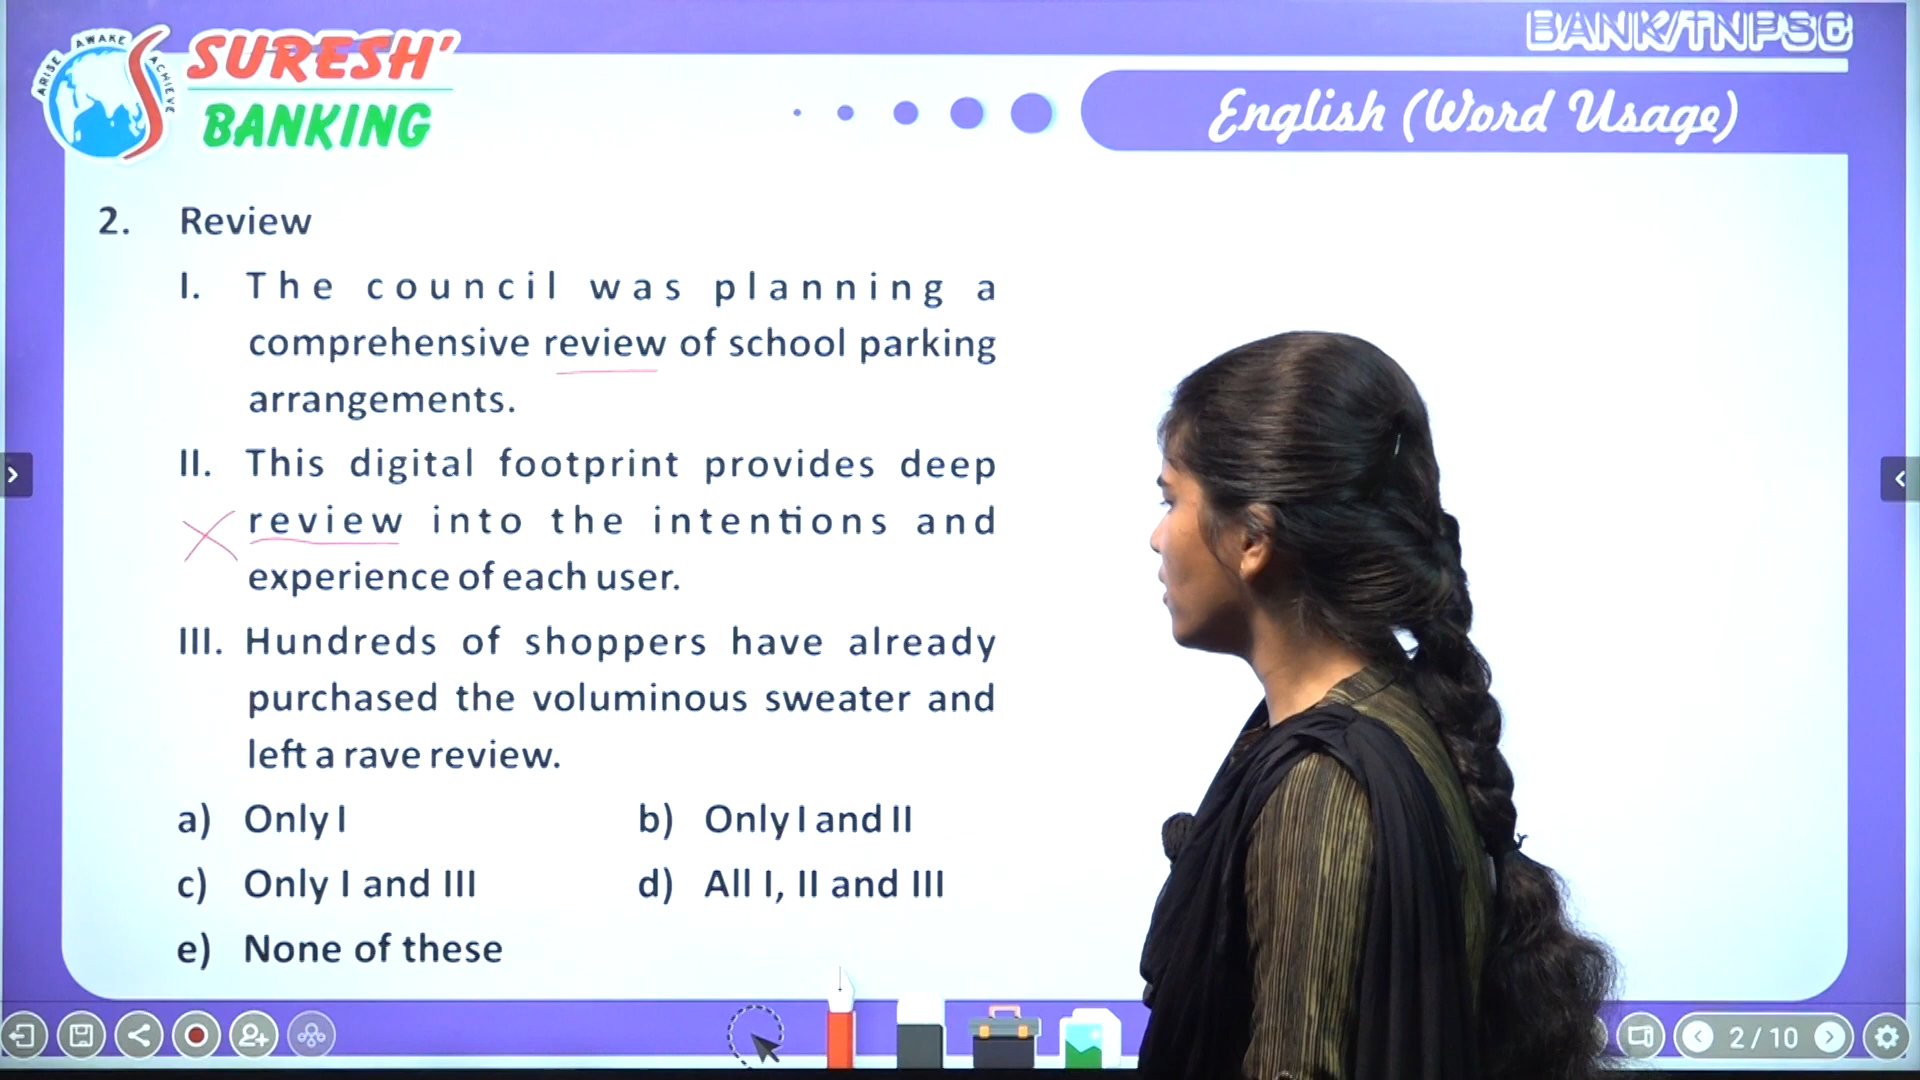 ARISE AWAKE ACHIEVE
SURESH'
BANKING
BANK/TNPSC
English (Word Usage)
2. Review
I. The council was planning a
comprehensive review of school parking
arrangements.
II. This digital footprint provides deep
review into the intentions and
experience of each user.
III. Hundreds of shoppers have already
purchased the voluminous sweater and
left a rave review.
a) Only I b) Only I and II
c) Only I and III d) All I, II and III
e) None of these
2 / 10